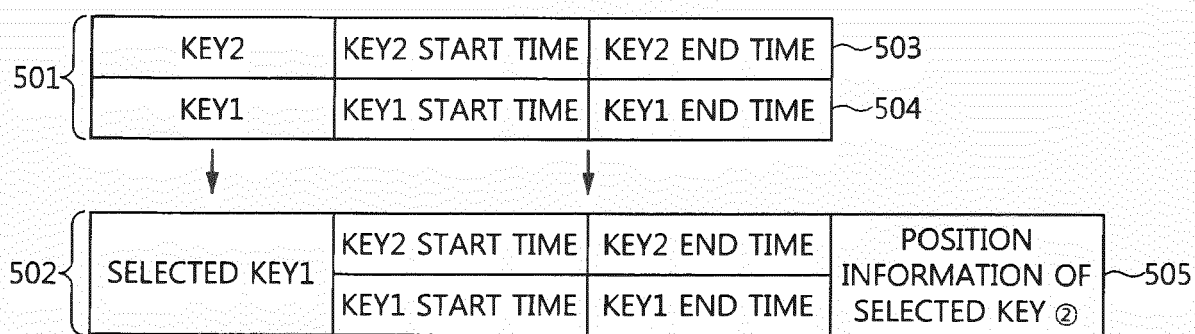 KEY2 KEY2 START TIME KEY2 END TIME 503
501
KEY1 KEY1 START TIME KEY1 END TIME 504
KEY2 START TIME KEY2 END TIME
502 SELECTED KEY1
KEY1 START TIME KEY1 END TIME
POSITION
INFORMATION OF
SELECTED KEY ②
505